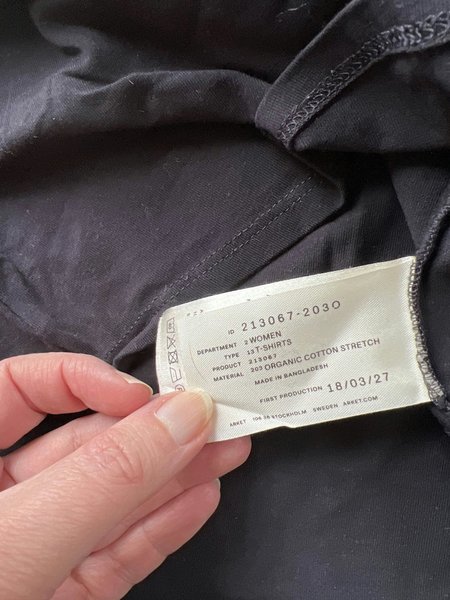 ID 213067-2030
DEPARTMENT 2 WOMEN
TYPE 13 T-SHIRTS
PRODUCT 213067
MATERIAL 203 ORGANIC COTTON STRETCH
MADE IN BANGLADESH
FIRST PRODUCTION 18/03/27
ARKET 106 38 STOCKHOLM SWEDEN ARKET.COM